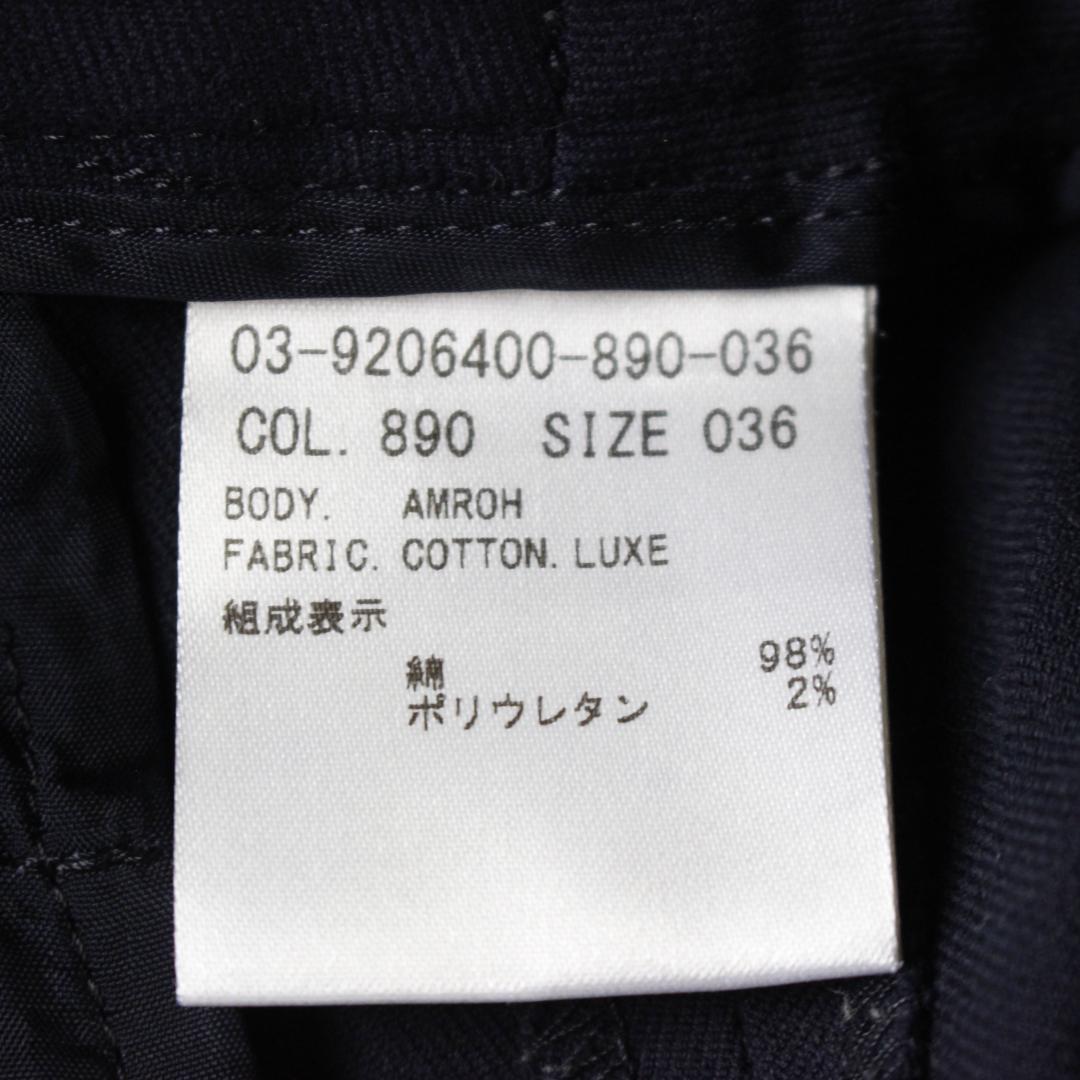 03-9206400-890-036
COL. 890 SIZE 036
BODY. AMROH
FABRIC. COTTON. LUXE
組成表示
綿 98%
ポリウレタン 2%